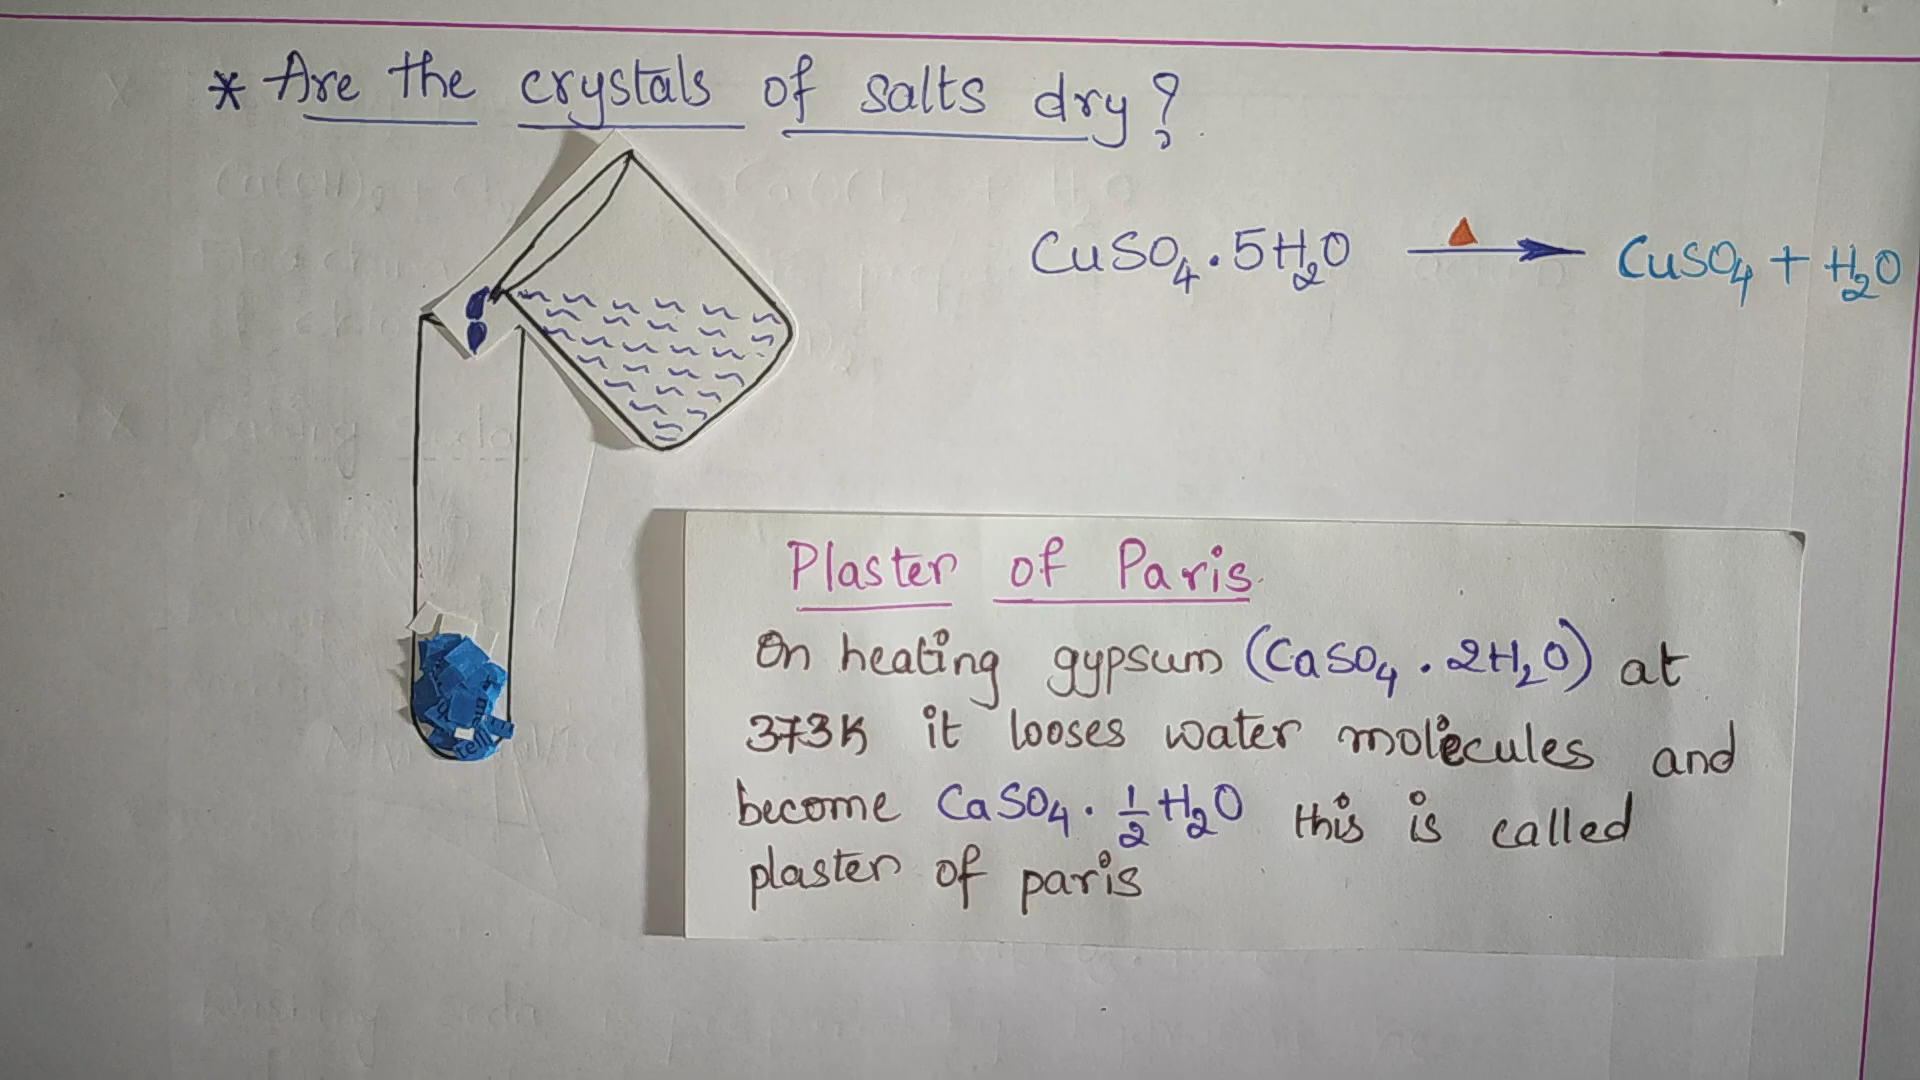 * Are the crystals of salts dry?
CuSO₄.5H₂O → CuSO₄ + H₂O
Plaster of Paris
On heating gypsum (CaSO₄.2H₂O) at
373K it looses water molecules and
become CaSO₄. 1/2 H₂O this is called
plaster of paris